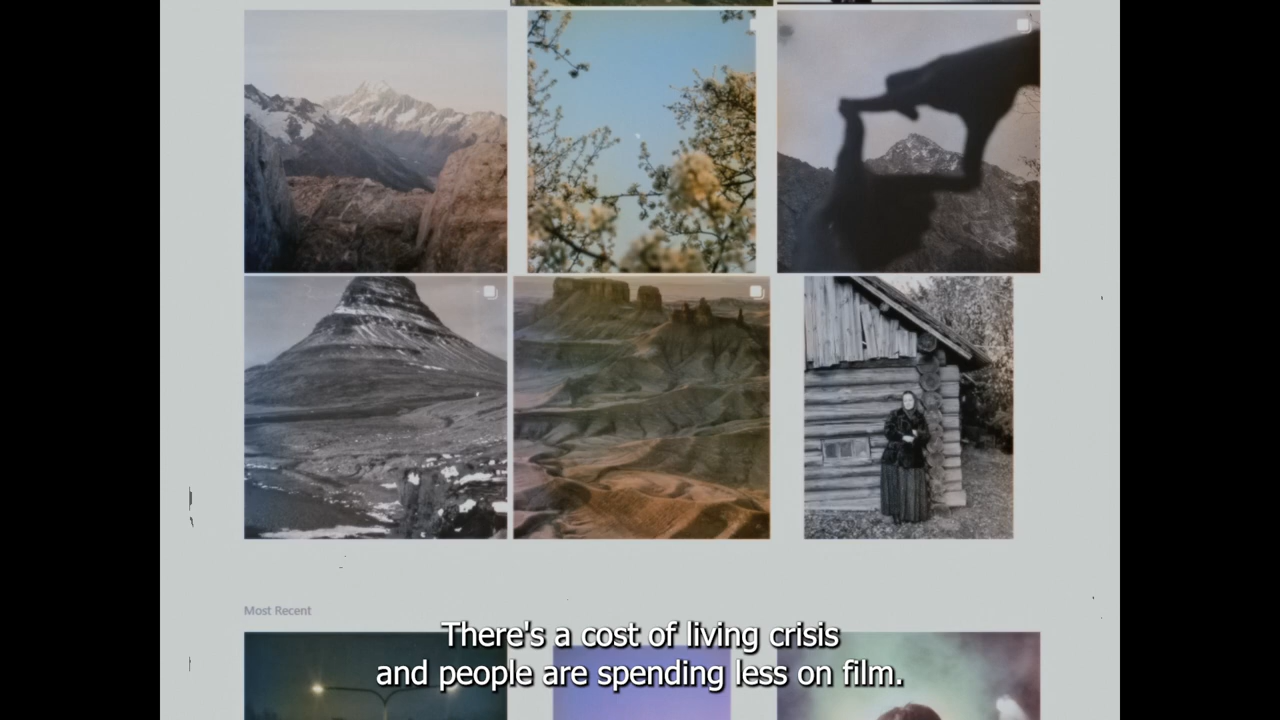 Most Recent
There's a cost of living crisis
and people are spending less on film.